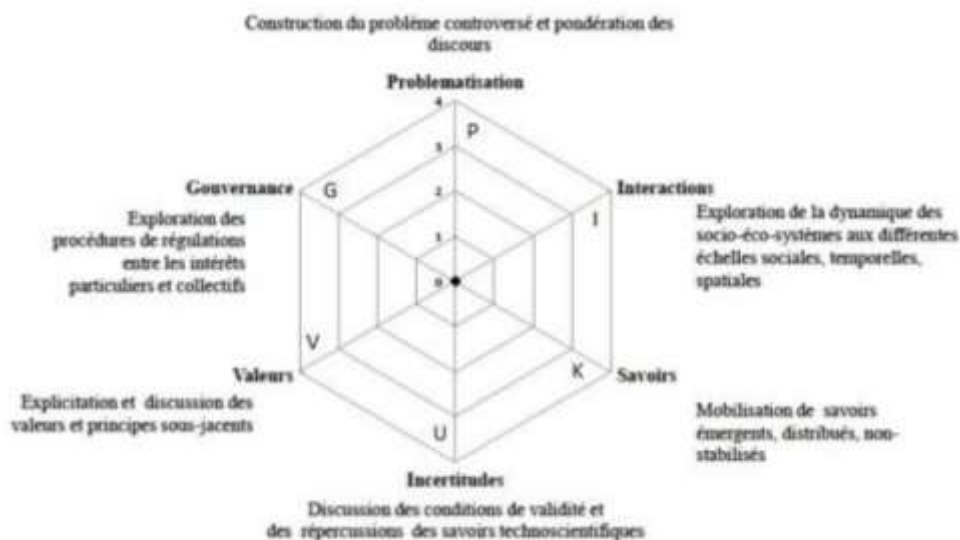 Construction du problème controversé et pondération des
discours
Problematisation
4
P
3
Gouvernance
G
2
Interactions
I
Exploration des
procédures de régulations
entre les intérêts
particuliers et collectifs
Exploration de la dynamique des
socio-éco-systèmes aux différentes
échelles sociales, temporelles,
spatiales
1
0
V
Valeurs
K
Savoirs
Explicitation et discussion des
valeurs et principes sous-jacents
Mobilisation de savoirs
émergents, distribués, non-
stabilisés
U
Incertitudes
Discussion des conditions de validité et
des répercussions des savoirs technoscientifiques